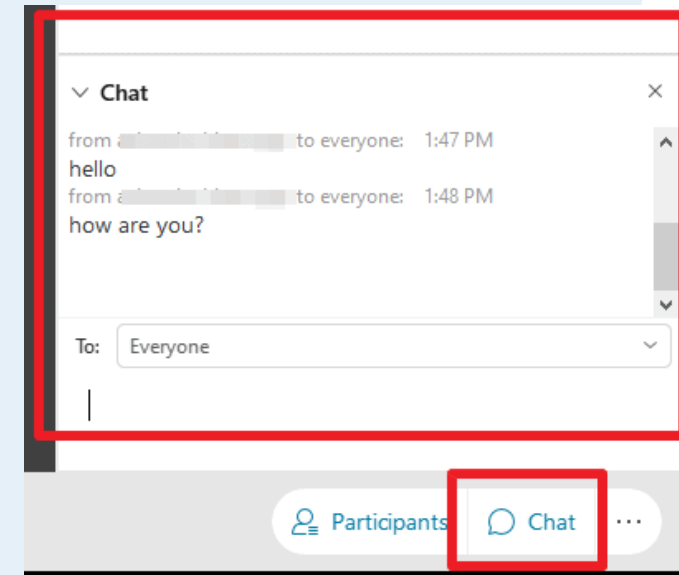 Chat
from to everyone: 1:47 PM
hello
from to everyone: 1:48 PM
how are you?
To: Everyone
Participants Chat ...